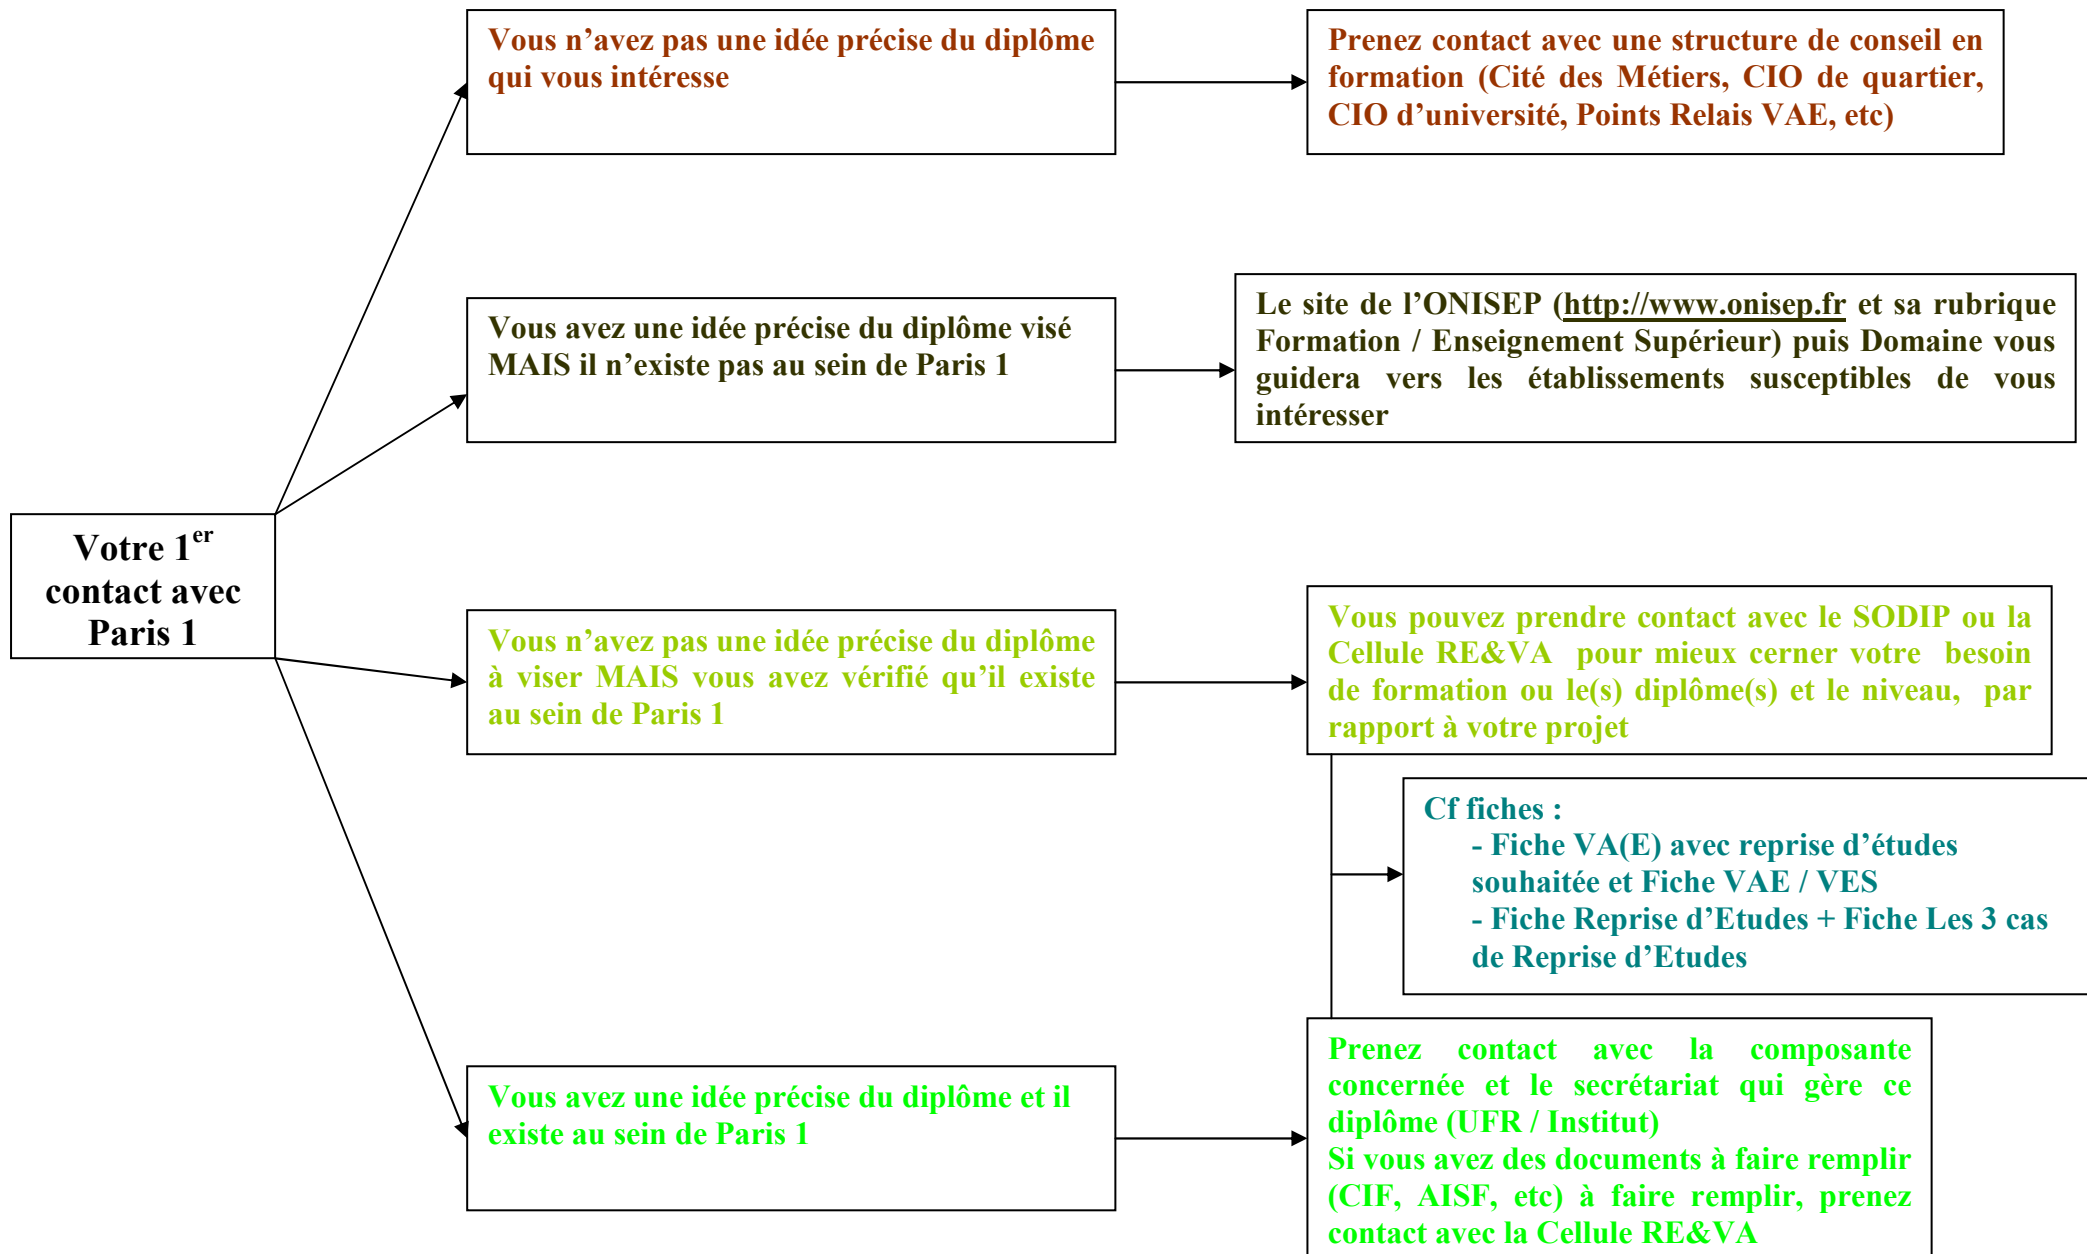 Vous n’avez pas une idée précise du diplôme
qui vous intéresse
Prenez contact avec une structure de conseil en
formation (Cité des Métiers, CIO de quartier,
CIO d’université, Points Relais VAE, etc)
Vous avez une idée précise du diplôme visé
MAIS il n’existe pas au sein de Paris 1
Le site de l’ONISEP (http://www.onisep.fr et sa rubrique
Formation / Enseignement Supérieur) puis Domaine vous
guidera vers les établissements susceptibles de vous
intéresser
Votre 1er
contact avec
Paris 1
Vous n’avez pas une idée précise du diplôme
à viser MAIS vous avez vérifié qu’il existe
au sein de Paris 1
Vous pouvez prendre contact avec le SODIP ou la
Cellule RE&VA pour mieux cerner votre besoin
de formation ou le(s) diplôme(s) et le niveau, par
rapport à votre projet
Cf fiches :
- Fiche VA(E) avec reprise d’études
souhaitée et Fiche VAE / VES
- Fiche Reprise d’Etudes + Fiche Les 3 cas
de Reprise d’Etudes
Vous avez une idée précise du diplôme et il
existe au sein de Paris 1
Prenez contact avec la composante
concernée et le secrétariat qui gère ce
diplôme (UFR / Institut)
Si vous avez des documents à faire remplir
(CIF, AISF, etc) à faire remplir, prenez
contact avec la Cellule RE&VA